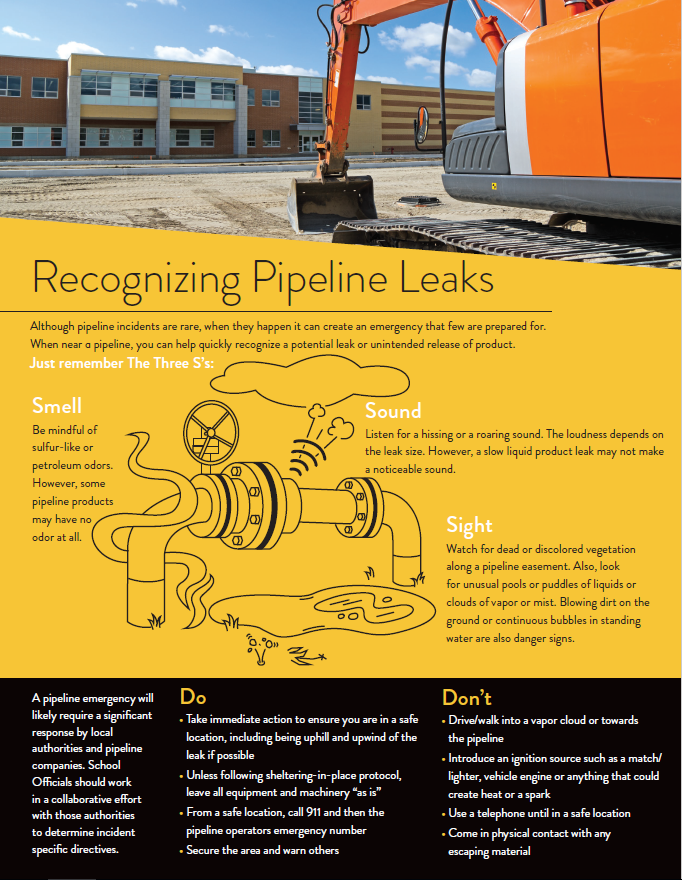 Recognizing Pipeline Leaks
Although pipeline incidents are rare, when they happen it can create an emergency that few are prepared for.
When near a pipeline, you can help quickly recognize a potential leak or unintended release of product.
Just remember The Three S's:
Smell
Be mindful of
sulfur-like or
petroleum odors.
However, some
pipeline products
may have no
odor at all.
Sound
Listen for a hissing or a roaring sound. The loudness depends on
the leak size. However, a slow liquid product leak may not make
a noticeable sound.
Sight
Watch for dead or discolored vegetation
along a pipeline easement. Also, look
for unusual pools or puddles of liquids or
clouds of vapor or mist. Blowing dirt on the
ground or continuous bubbles in standing
water are also danger signs.
A pipeline emergency will
likely require a significant
response by local
authorities and pipeline
companies. School
Officials should work
in a collaborative effort
with those authorities
to determine incident
specific directives.
Do
• Take immediate action to ensure you are in a safe
location, including being uphill and upwind of the
leak if possible
• Unless following sheltering-in-place protocol,
leave all equipment and machinery “as is”
• From a safe location, call 911 and then the
pipeline operators emergency number
• Secure the area and warn others
Don't
• Drive/walk into a vapor cloud or towards
the pipeline
• Introduce an ignition source such as a match/
lighter, vehicle engine or anything that could
create heat or a spark
• Use a telephone until in a safe location
• Come in physical contact with any
escaping material